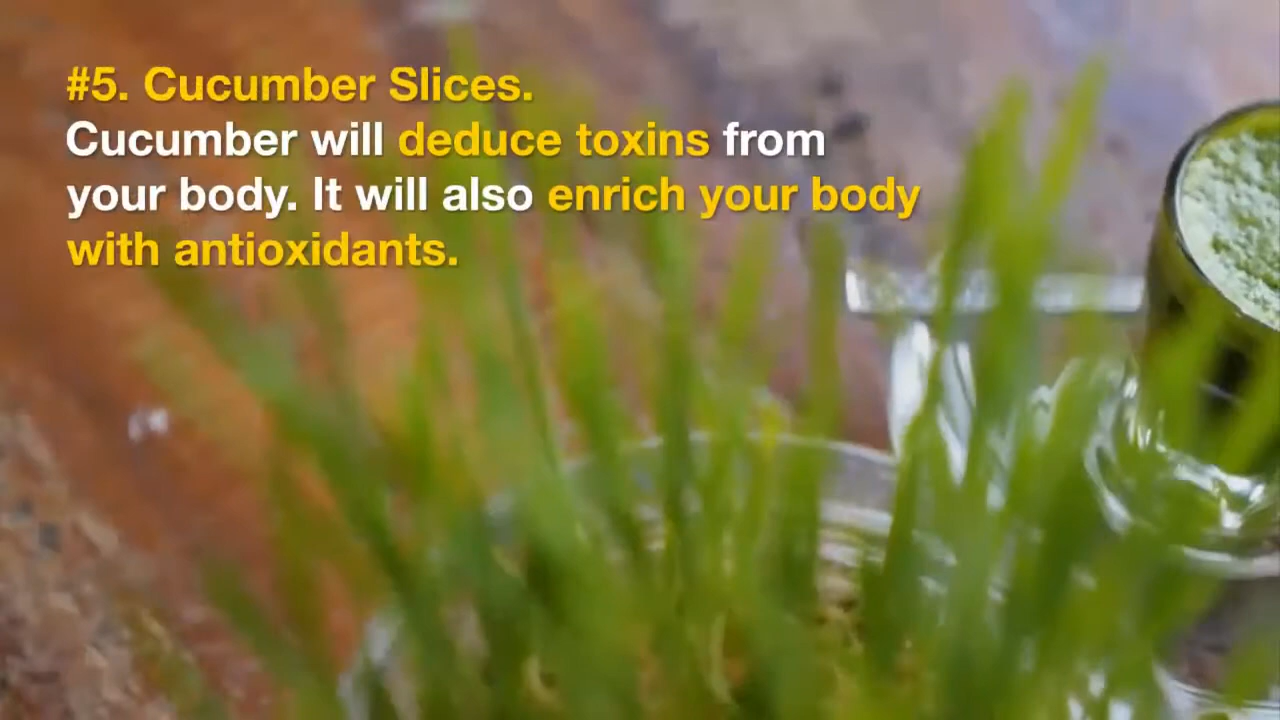 #5. Cucumber Slices.
Cucumber will deduce toxins from
your body. It will also enrich your body
with antioxidants.